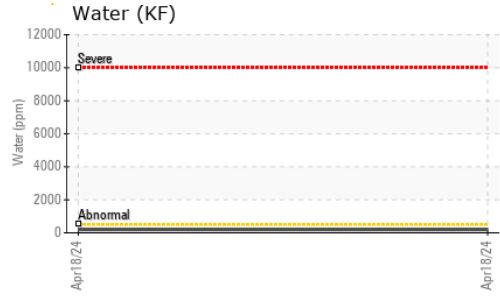 Water (KF)
12000
Severe
10000
8000
6000
4000
2000
Abnormal
0
Water (ppm)
Apr18/24
Apr18/24